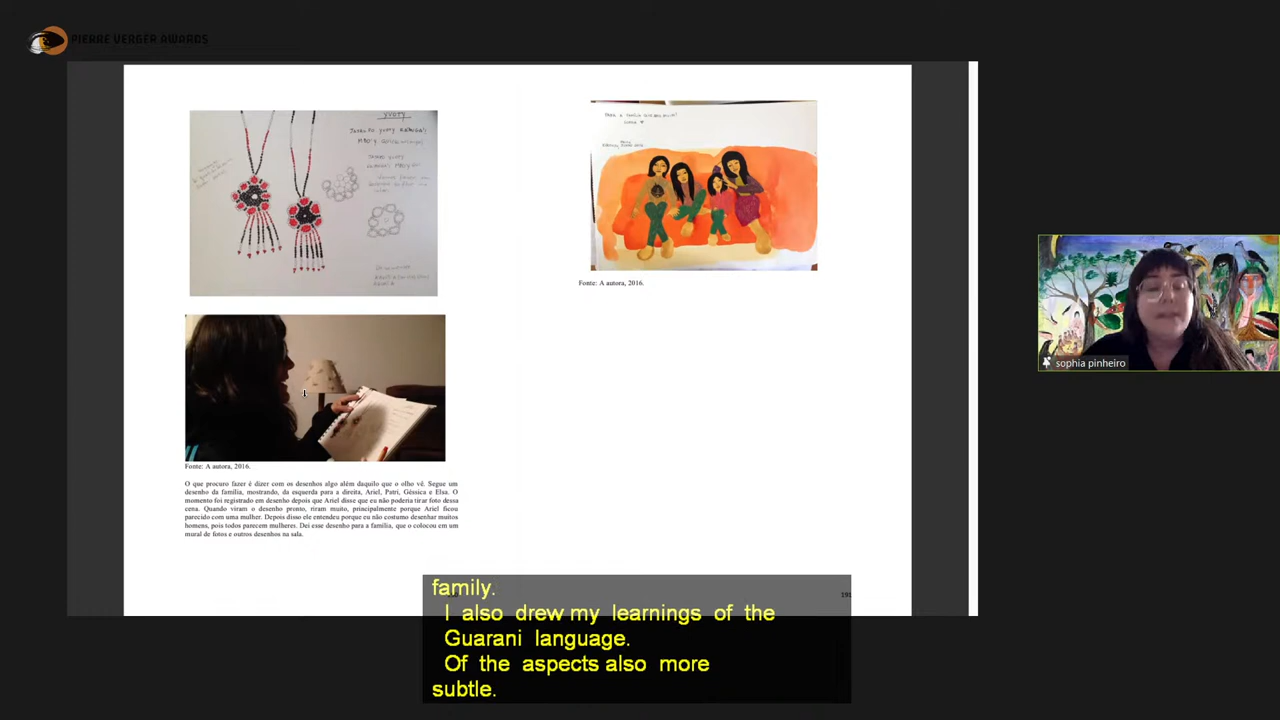 PIERRE VERGER AWARDS
YVOTY
Fonte: A autora, 2016.
O que procuro fazer é dizer com os desenhos algo além daquilo que o olho vê. Segue um
desenho da família, mostrando, da esquerda para a direita, Ariel, Patri, Géssica e Elsa. O
momento foi registrado em desenho depois que Ariel disse que eu não poderia tirar foto dessa
cena. Quando viram o desenho pronto, riram muito, principalmente porque Ariel ficou
parecido com uma mulher. Depois disso ele entendeu porque eu não costumo desenhar muitos
homens, pois todos parecem mulheres. Dei esse desenho para a família, que o colocou em um
mural de fotos e outros desenhos na sala.
Fonte: A autora, 2016.
191
sophia pinheiro
family.
I also drew my learnings of the
Guarani language.
Of the aspects also more
subtle.